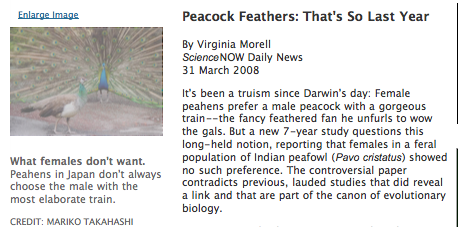 Enlarge Image
What females don't want.
Peahens in Japan don't always
choose the male with the
most elaborate train.
CREDIT: MARIKO TAKAHASHI
Peacock Feathers: That's So Last Year
By Virginia Morell
ScienceNOW Daily News
31 March 2008
It's been a truism since Darwin's day: Female
peahens prefer a male peacock with a gorgeous
train--the fancy feathered fan he unfurls to wow
the gals. But a new 7-year study questions this
long-held notion, reporting that females in a feral
population of Indian peafowl (Pavo cristatus) showed
no such preference. The controversial paper
contradicts previous, lauded studies that did reveal
a link and that are part of the canon of evolutionary
biology.